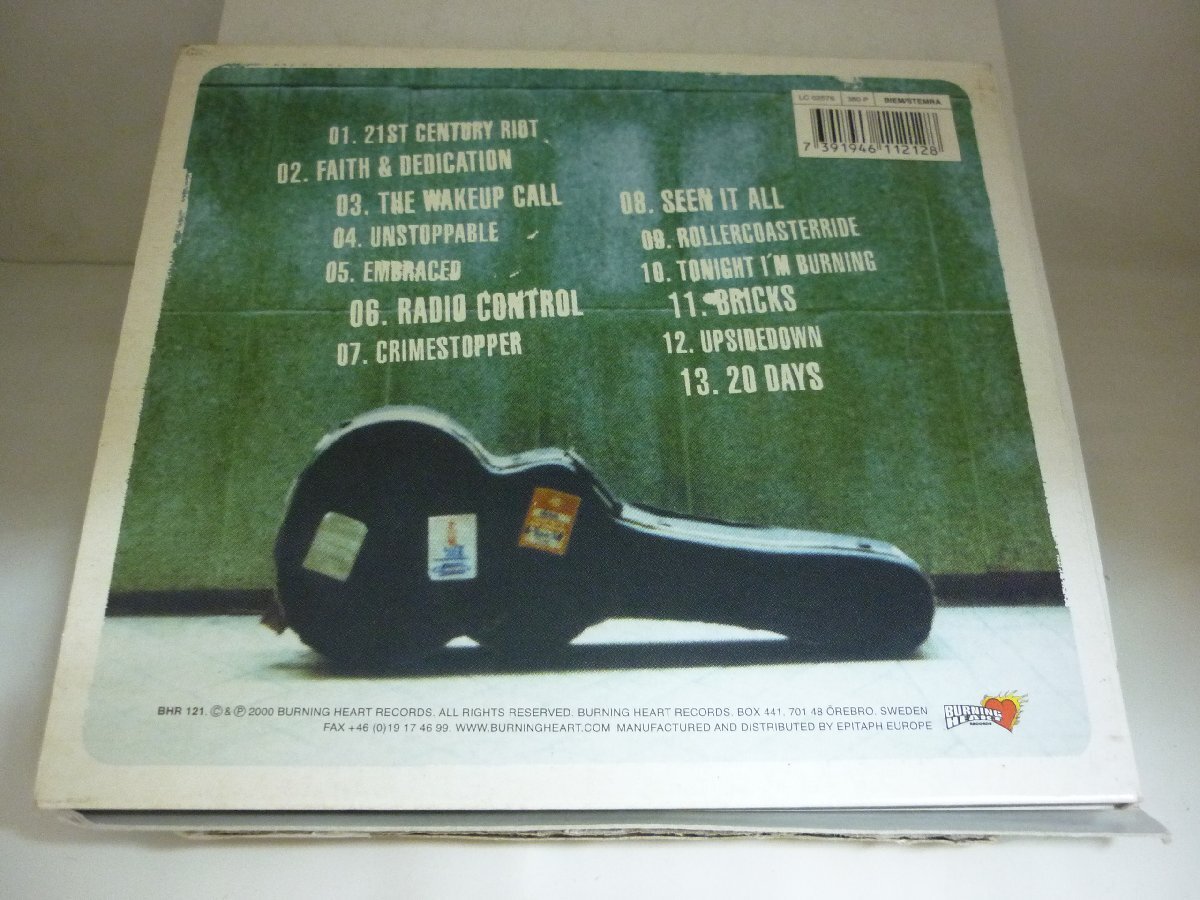 LC 02576 360 P BIEM/STEMRA
7 391946 112128
01. 21ST CENTURY RIOT
02. FAITH & DEDICATION
03. THE WAKEUP CALL
04. UNSTOPPABLE
05. EMBRACED
06. RADIO CONTROL
07. CRIMESTOPPER
08. SEEN IT ALL
09. ROLLERCOASTERRIDE
10. TONIGHT I'M BURNING
11. BRICKS
12. UPSIDEDOWN
13. 20 DAYS
BHR 121. ©&℗ 2000 BURNING HEART RECORDS. ALL RIGHTS RESERVED. BURNING HEART RECORDS. BOX 441. 701 48 ÖREBRO. SWEDEN
FAX +46 (0)19 17 46 99. WWW.BURNINGHEART.COM MANUFACTURED AND DiSTRIBUTED BY EPITAPH EUROPE
BURNING
HEART
RECORDS